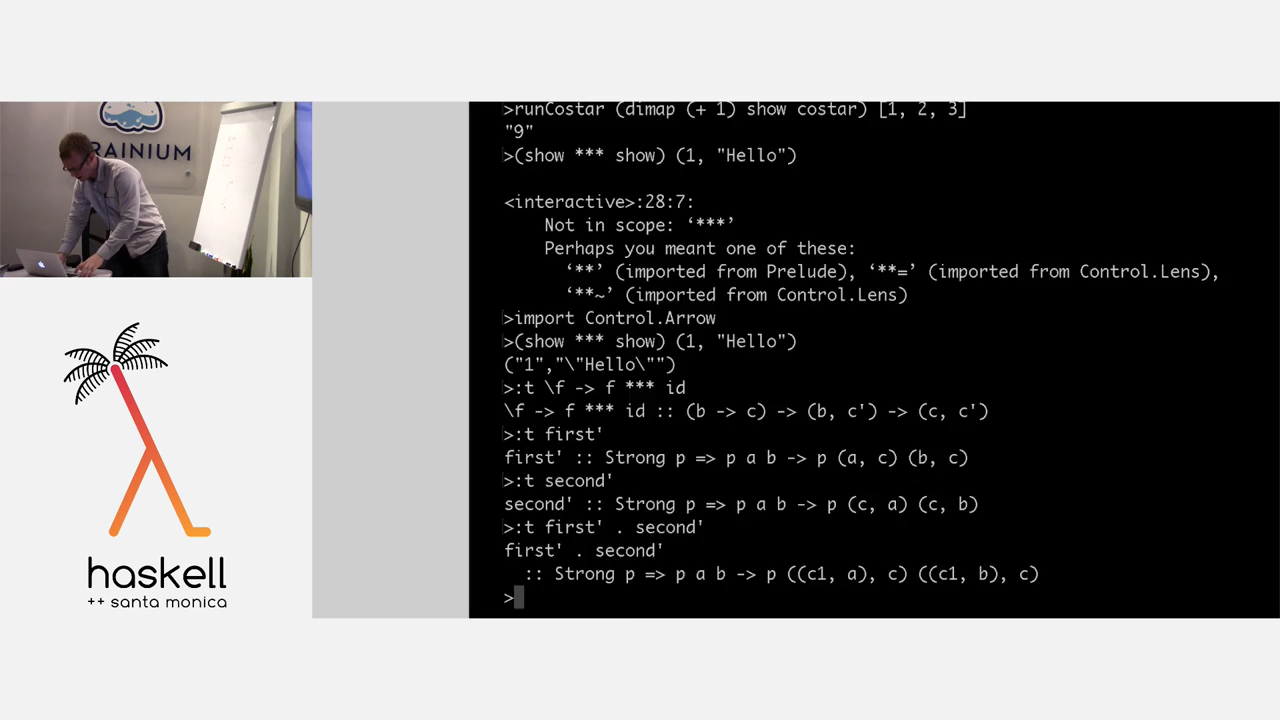 RAINIUM
haskell
++ santa monica
>runCostar (dimap (+ 1) show costar) [1, 2, 3]
"9"
>(show *** show) (1, "Hello")
<interactive>:28:7:
Not in scope: ‘***’
Perhaps you meant one of these:
‘**’ (imported from Prelude), ‘**=’ (imported from Control.Lens),
‘**~’ (imported from Control.Lens)
>import Control.Arrow
>(show *** show) (1, "Hello")
("1","\"Hello\"")
>:t \f -> f *** id
\f -> f *** id :: (b -> c) -> (b, c') -> (c, c')
>:t first'
first' :: Strong p => p a b -> p (a, c) (b, c)
>:t second'
second' :: Strong p => p a b -> p (c, a) (c, b)
>:t first' . second'
first' . second'
:: Strong p => p a b -> p ((c1, a), c) ((c1, b), c)
>